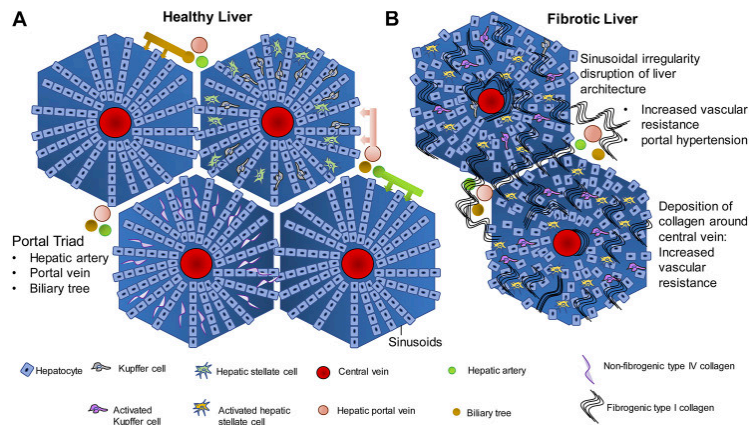 A
Healthy Liver
B
Fibrotic Liver
Sinusoidal irregularity
disruption of liver
architecture
• Increased vascular
resistance
• portal hypertension
Portal Triad
• Hepatic artery
• Portal vein
• Biliary tree
Deposition of
collagen around
central vein:
Increased
vascular
resistance
Sinusoids
Hepatocyte
Kupffer cell
Hepatic stellate cell
Central vein
Hepatic artery
Non-fibrogenic type IV collagen
Activated
Kupffer cell
Activated hepatic
stellate cell
Hepatic portal vein
Biliary tree
Fibrogenic type I collagen